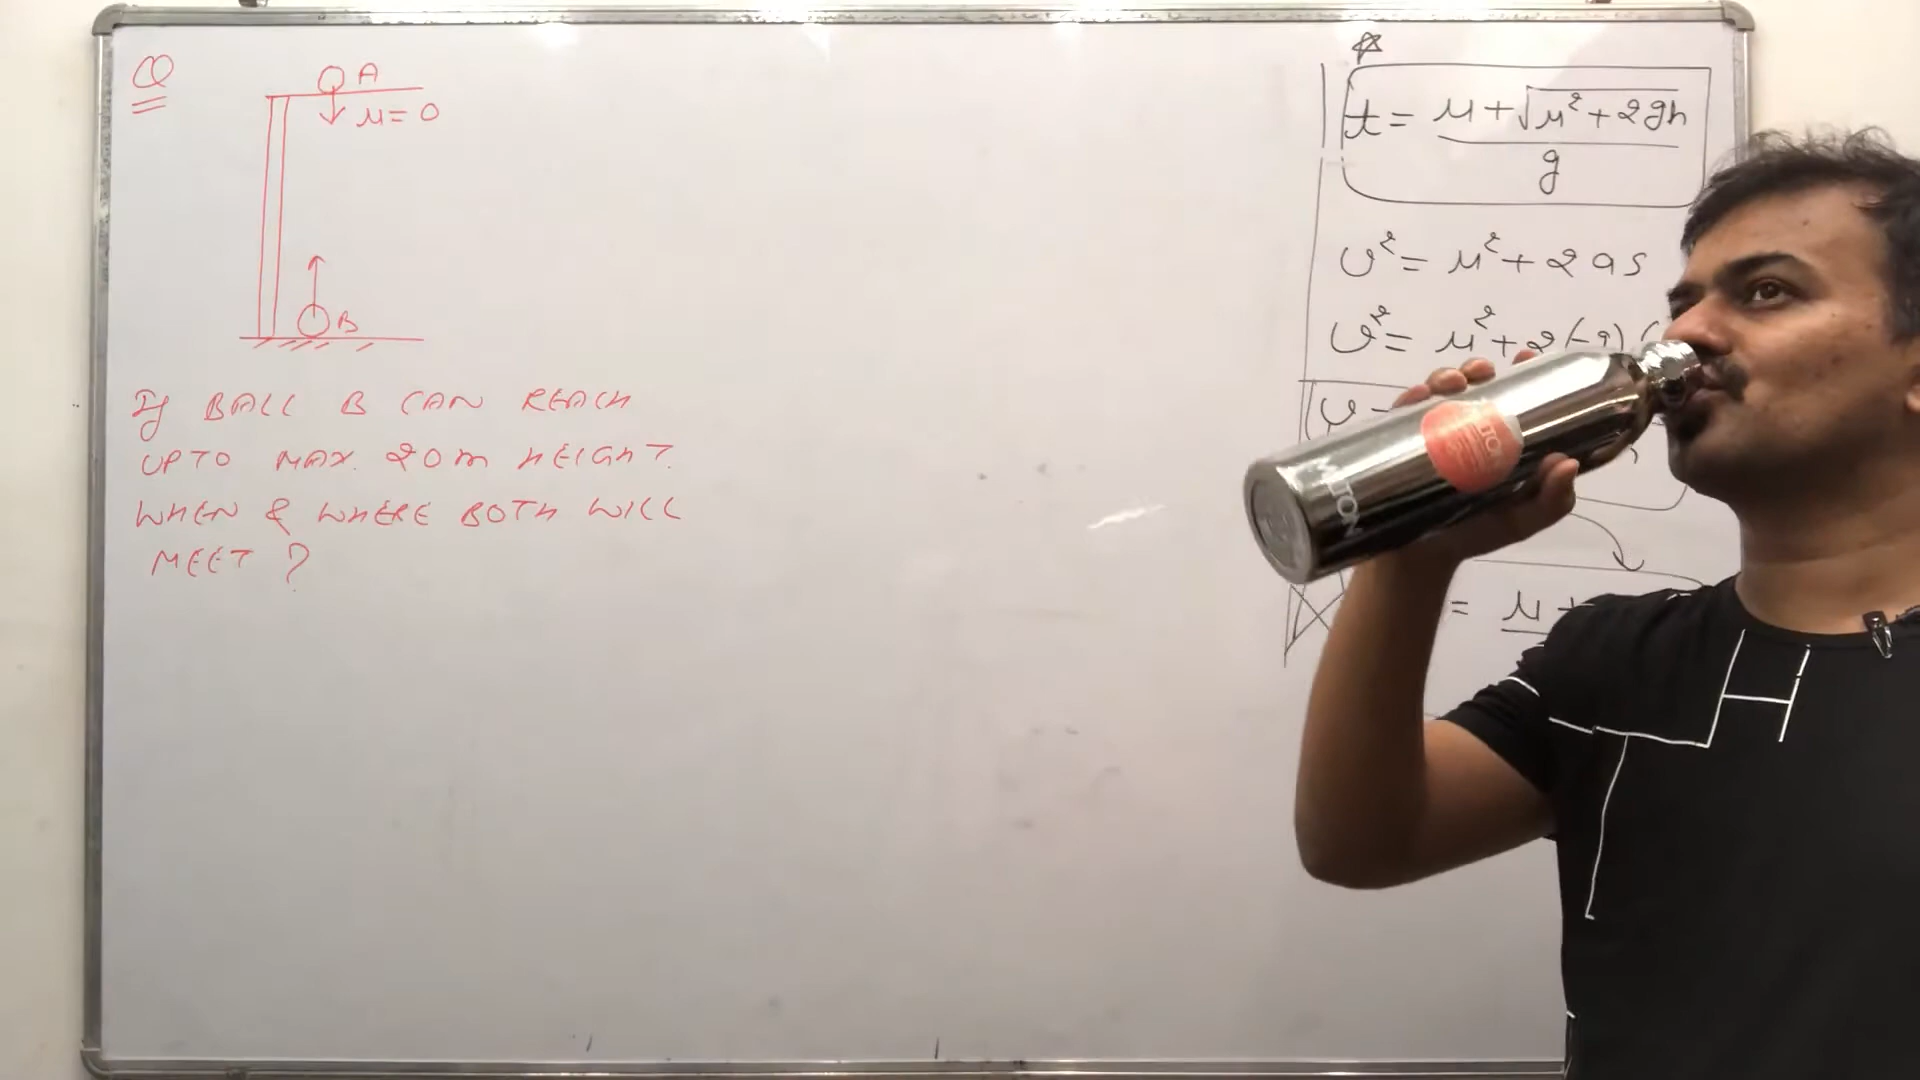 Q
A
u = 0
B
If BALL B CAN REACH
UPTO MAX. 20m HEIGHT.
WHEN & WHERE BOTH WILL
MEET ?
t = u + √u² + 2gh
g
v² = u² + 2as
v² = u² + 2(-g)(
= u +
MILTON
H
T